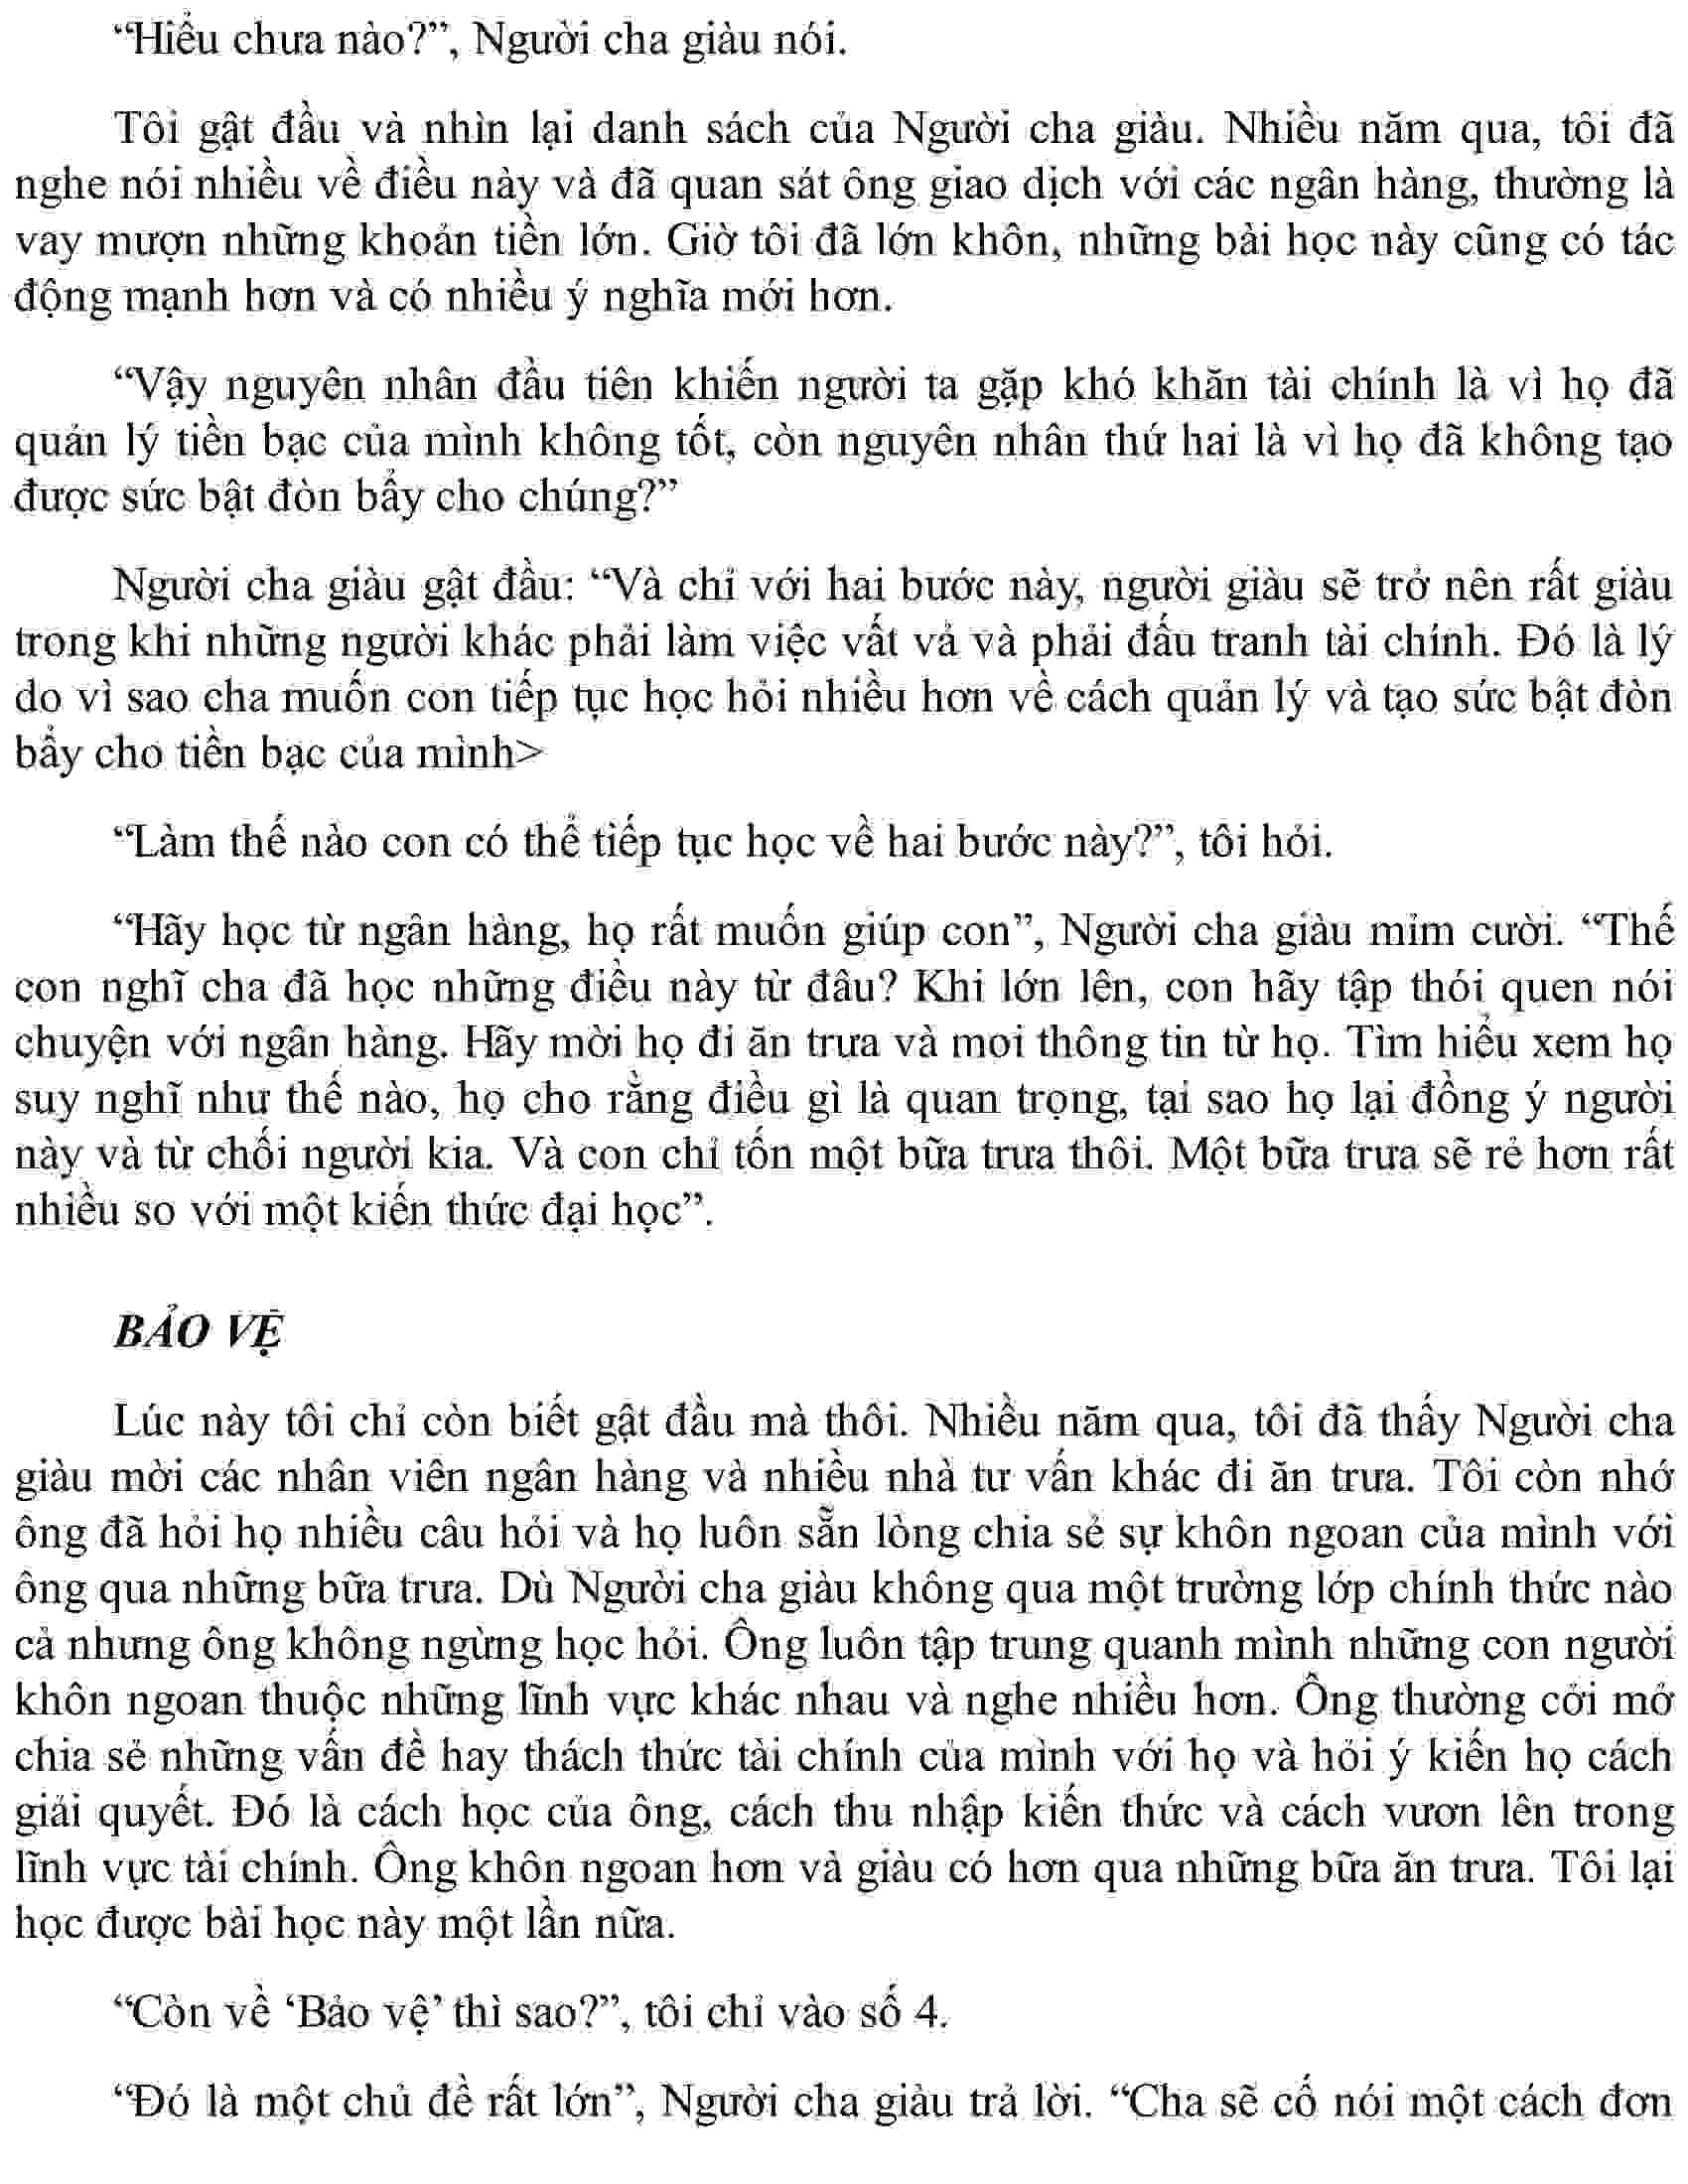 “Hiểu chưa nào?”, Người cha giàu nói.
Tôi gật đầu và nhìn lại danh sách của Người cha giàu. Nhiều năm qua, tôi đã
nghe nói nhiều về điều này và đã quan sát ông giao dịch với các ngân hàng, thường là
vay mượn những khoản tiền lớn. Giờ tôi đã lớn khôn, những bài học này cũng có tác
động mạnh hơn và có nhiều ý nghĩa mới hơn.
“Vậy nguyên nhân đầu tiên khiến người ta gặp khó khăn tài chính là vì họ đã
quản lý tiền bạc của mình không tốt, còn nguyên nhân thứ hai là vì họ đã không tạo
được sức bật đòn bẩy cho chúng?”
Người cha giàu gật đầu: “Và chỉ với hai bước này, người giàu sẽ trở nên rất giàu
trong khi những người khác phải làm việc vất vả và phải đấu tranh tài chính. Đó là lý
do vì sao cha muốn con tiếp tục học hỏi nhiều hơn về cách quản lý và tạo sức bật đòn
bẩy cho tiền bạc của mình>
“Làm thế nào con có thể tiếp tục học về hai bước này?”, tôi hỏi.
“Hãy học từ ngân hàng, họ rất muốn giúp con”, Người cha giàu mỉm cười. “Thế
con nghĩ cha đã học những điều này từ đâu? Khi lớn lên, con hãy tập thói quen nói
chuyện với ngân hàng. Hãy mời họ đi ăn trưa và moi thông tin từ họ. Tìm hiểu xem họ
suy nghĩ như thế nào, họ cho rằng điều gì là quan trọng, tại sao họ lại đồng ý người
này và từ chối người kia. Và con chỉ tốn một bữa trưa thôi. Một bữa trưa sẽ rẻ hơn rất
nhiều so với một kiến thức đại học”.
BẢO VỆ
Lúc này tôi chỉ còn biết gật đầu mà thôi. Nhiều năm qua, tôi đã thấy Người cha
giàu mời các nhân viên ngân hàng và nhiều nhà tư vấn khác đi ăn trưa. Tôi còn nhớ
ông đã hỏi họ nhiều câu hỏi và họ luôn sẵn lòng chia sẻ sự khôn ngoan của mình với
ông qua những bữa trưa. Dù Người cha giàu không qua một trường lớp chính thức nào
cả nhưng ông không ngừng học hỏi. Ông luôn tập trung quanh mình những con người
khôn ngoan thuộc những lĩnh vực khác nhau và nghe nhiều hơn. Ông thường cởi mở
chia sẻ những vấn đề hay thách thức tài chính của mình với họ và hỏi ý kiến họ cách
giải quyết. Đó là cách học của ông, cách thu nhập kiến thức và cách vươn lên trong
lĩnh vực tài chính. Ông khôn ngoan hơn và giàu có hơn qua những bữa ăn trưa. Tôi lại
học được bài học này một lần nữa.
“Còn về ‘Bảo vệ’ thì sao?”, tôi chỉ vào số 4.
“Đó là một chủ đề rất lớn”, Người cha giàu trả lời. “Cha sẽ cố nói một cách đơn